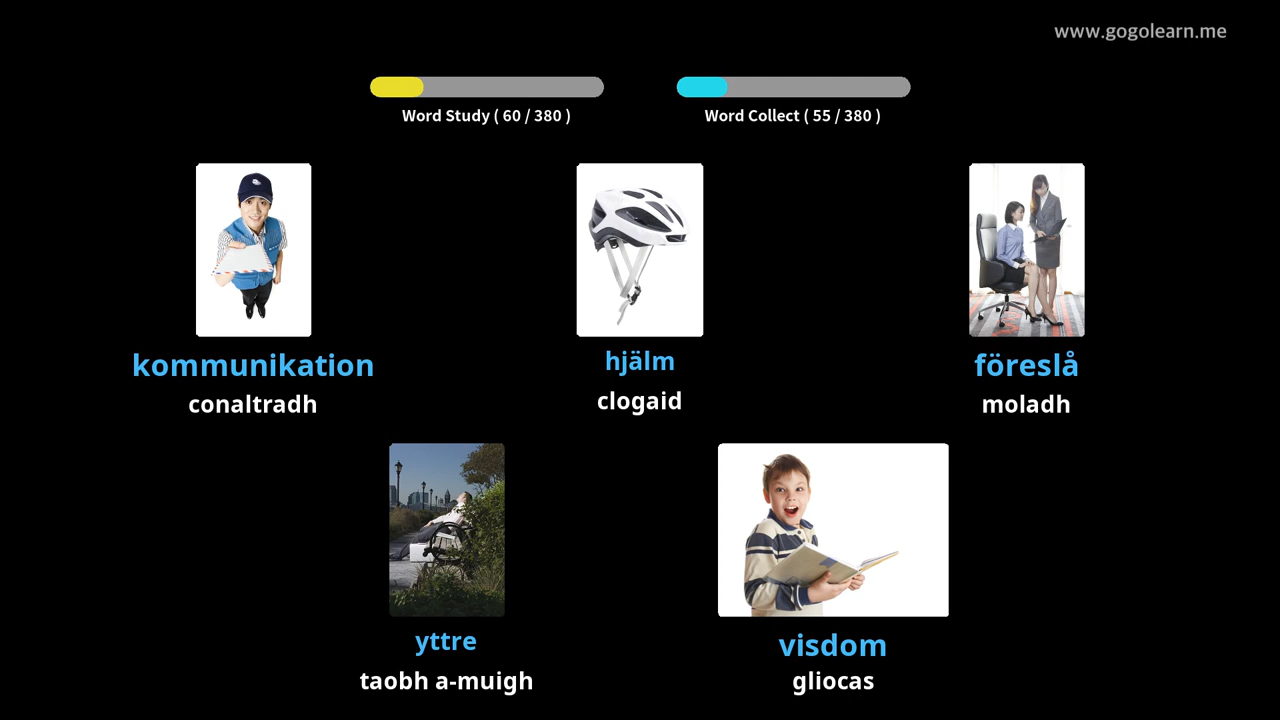 www.gogolearn.me
Word Study ( 60 / 380 )
Word Collect ( 55 / 380 )
kommunikation
conaltradh
hjälm
clogaid
föreslå
moladh
yttre
taobh a-muigh
visdom
gliocas